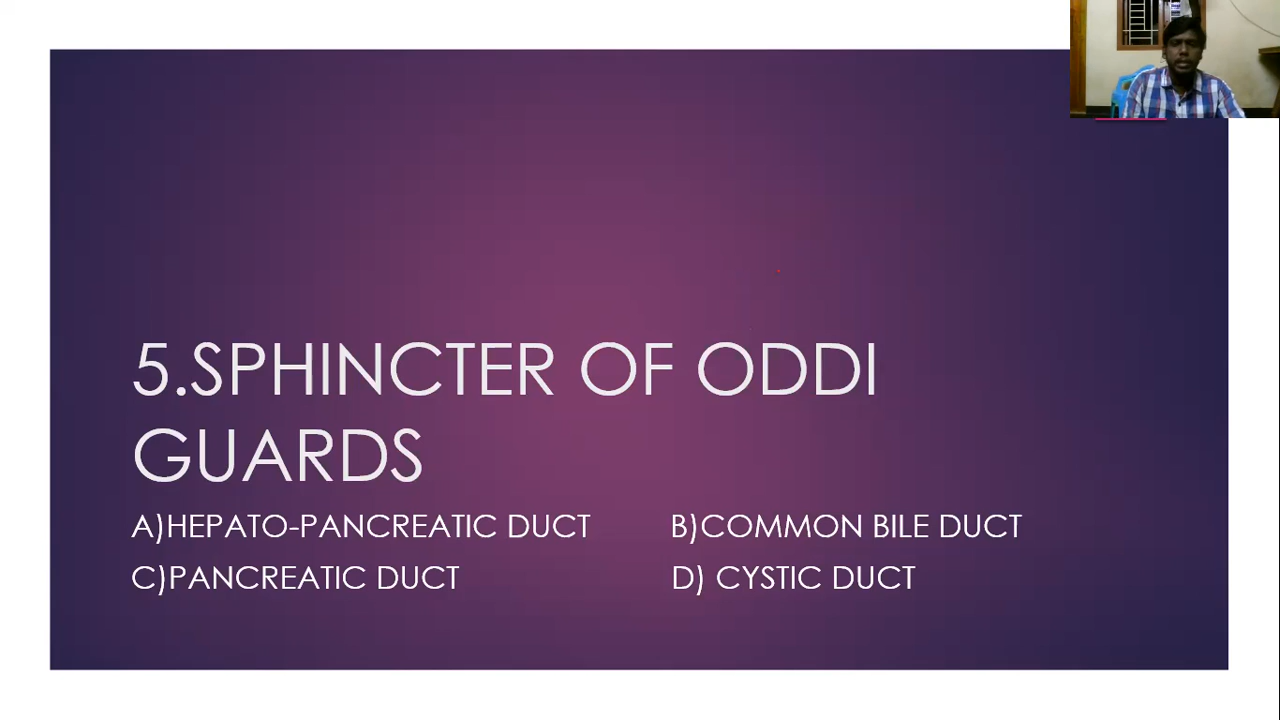 5.SPHINCTER OF ODDI
GUARDS
A)HEPATO-PANCREATIC DUCT B)COMMON BILE DUCT
C)PANCREATIC DUCT D) CYSTIC DUCT